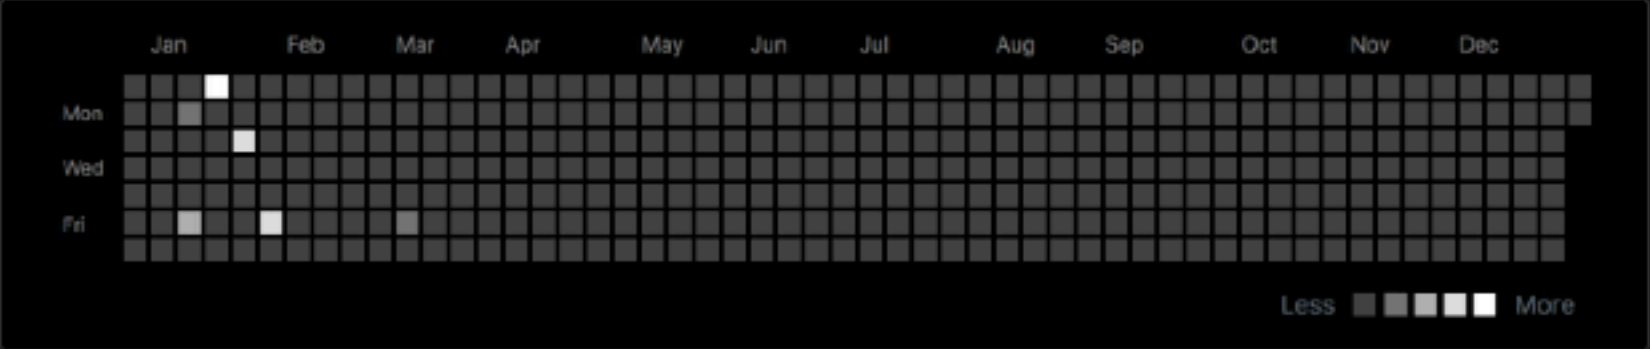 Jan Feb Mar Apr May Jun Jul Aug Sep Oct Nov Dec
Mon
Wed
Fri
Less More